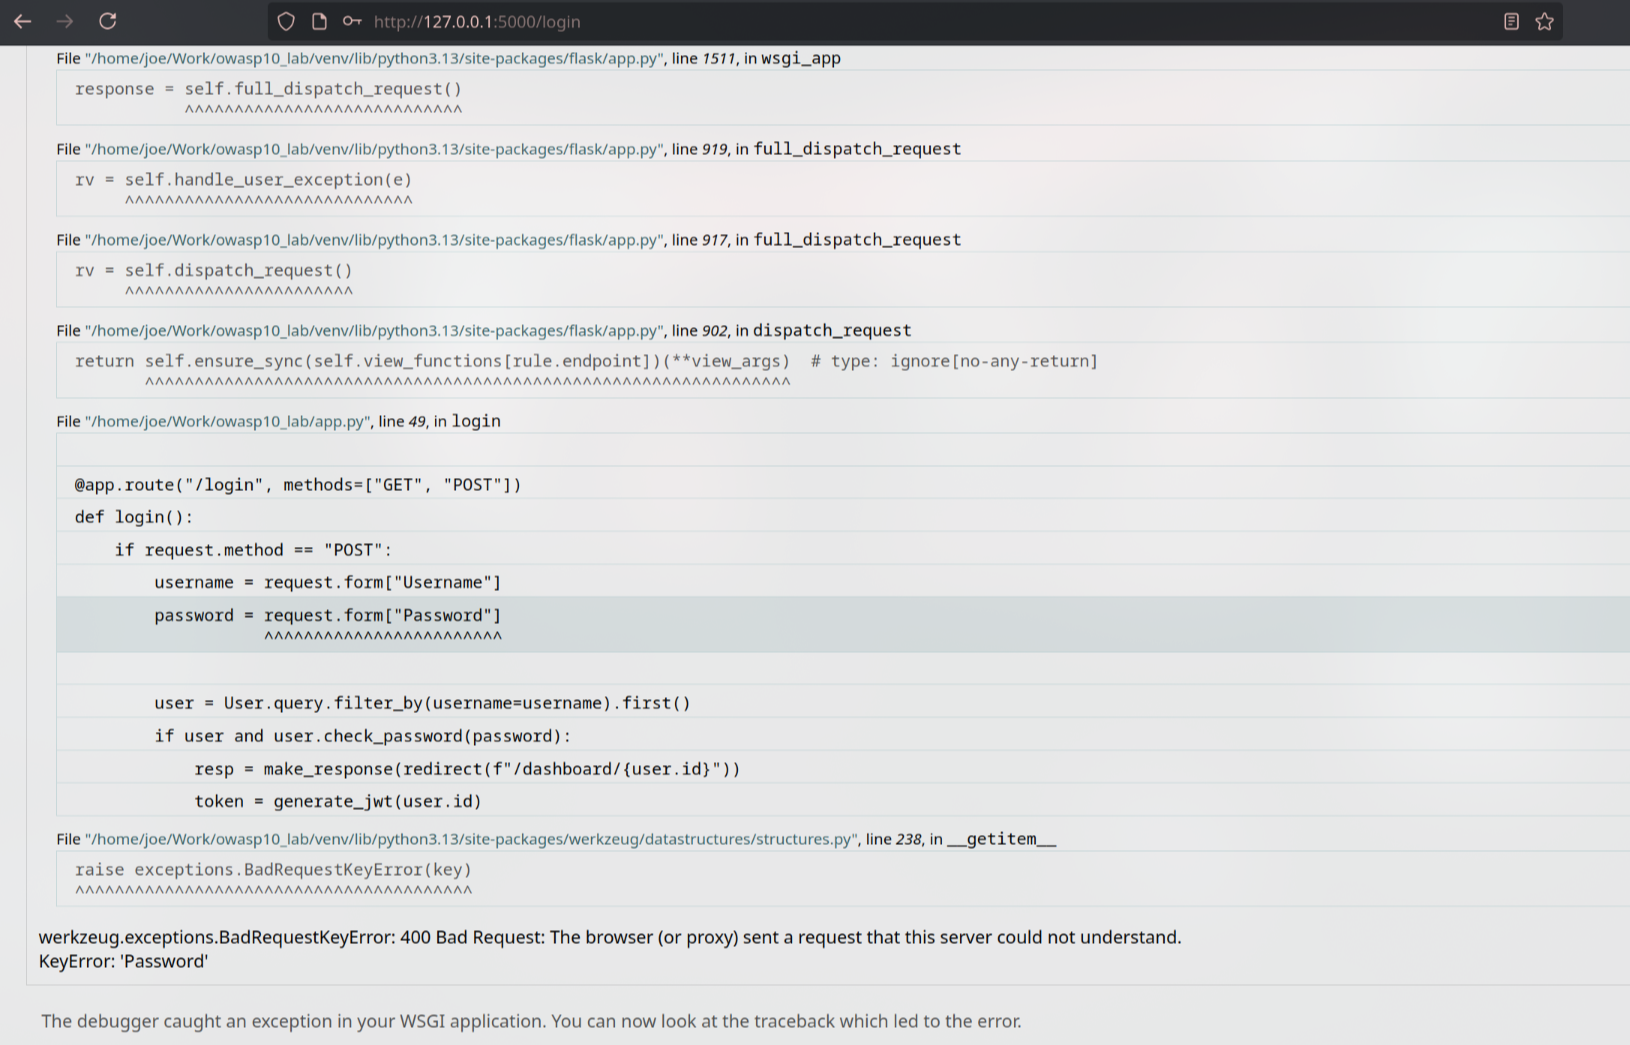 http://127.0.0.1:5000/login
File "/home/joe/Work/owasp10_lab/venv/lib/python3.13/site-packages/flask/app.py", line 1511, in wsgi_app
response = self.full_dispatch_request()
^^^^^^^^^^^^^^^^^^^^^^^^^^^^
File "/home/joe/Work/owasp10_lab/venv/lib/python3.13/site-packages/flask/app.py", line 919, in full_dispatch_request
rv = self.handle_user_exception(e)
^^^^^^^^^^^^^^^^^^^^^^^^^^^^^
File "/home/joe/Work/owasp10_lab/venv/lib/python3.13/site-packages/flask/app.py", line 917, in full_dispatch_request
rv = self.dispatch_request()
^^^^^^^^^^^^^^^^^^^^^^^
File "/home/joe/Work/owasp10_lab/venv/lib/python3.13/site-packages/flask/app.py", line 902, in dispatch_request
return self.ensure_sync(self.view_functions[rule.endpoint])(**view_args)  # type: ignore[no-any-return]
^^^^^^^^^^^^^^^^^^^^^^^^^^^^^^^^^^^^^^^^^^^^^^^^^^^^^^^^^^^^^^^^^
File "/home/joe/Work/owasp10_lab/app.py", line 49, in login
@app.route("/login", methods=["GET", "POST"])
def login():
    if request.method == "POST":
        username = request.form["Username"]
        password = request.form["Password"]
                   ^^^^^^^^^^^^^^^^^^^^^^^^
        user = User.query.filter_by(username=username).first()
        if user and user.check_password(password):
            resp = make_response(redirect(f"/dashboard/{user.id}"))
            token = generate_jwt(user.id)
File "/home/joe/Work/owasp10_lab/venv/lib/python3.13/site-packages/werkzeug/datastructures/structures.py", line 238, in __getitem__
raise exceptions.BadRequestKeyError(key)
^^^^^^^^^^^^^^^^^^^^^^^^^^^^^^^^^^^^^^^^
werkzeug.exceptions.BadRequestKeyError: 400 Bad Request: The browser (or proxy) sent a request that this server could not understand.
KeyError: 'Password'
The debugger caught an exception in your WSGI application. You can now look at the traceback which led to the error.